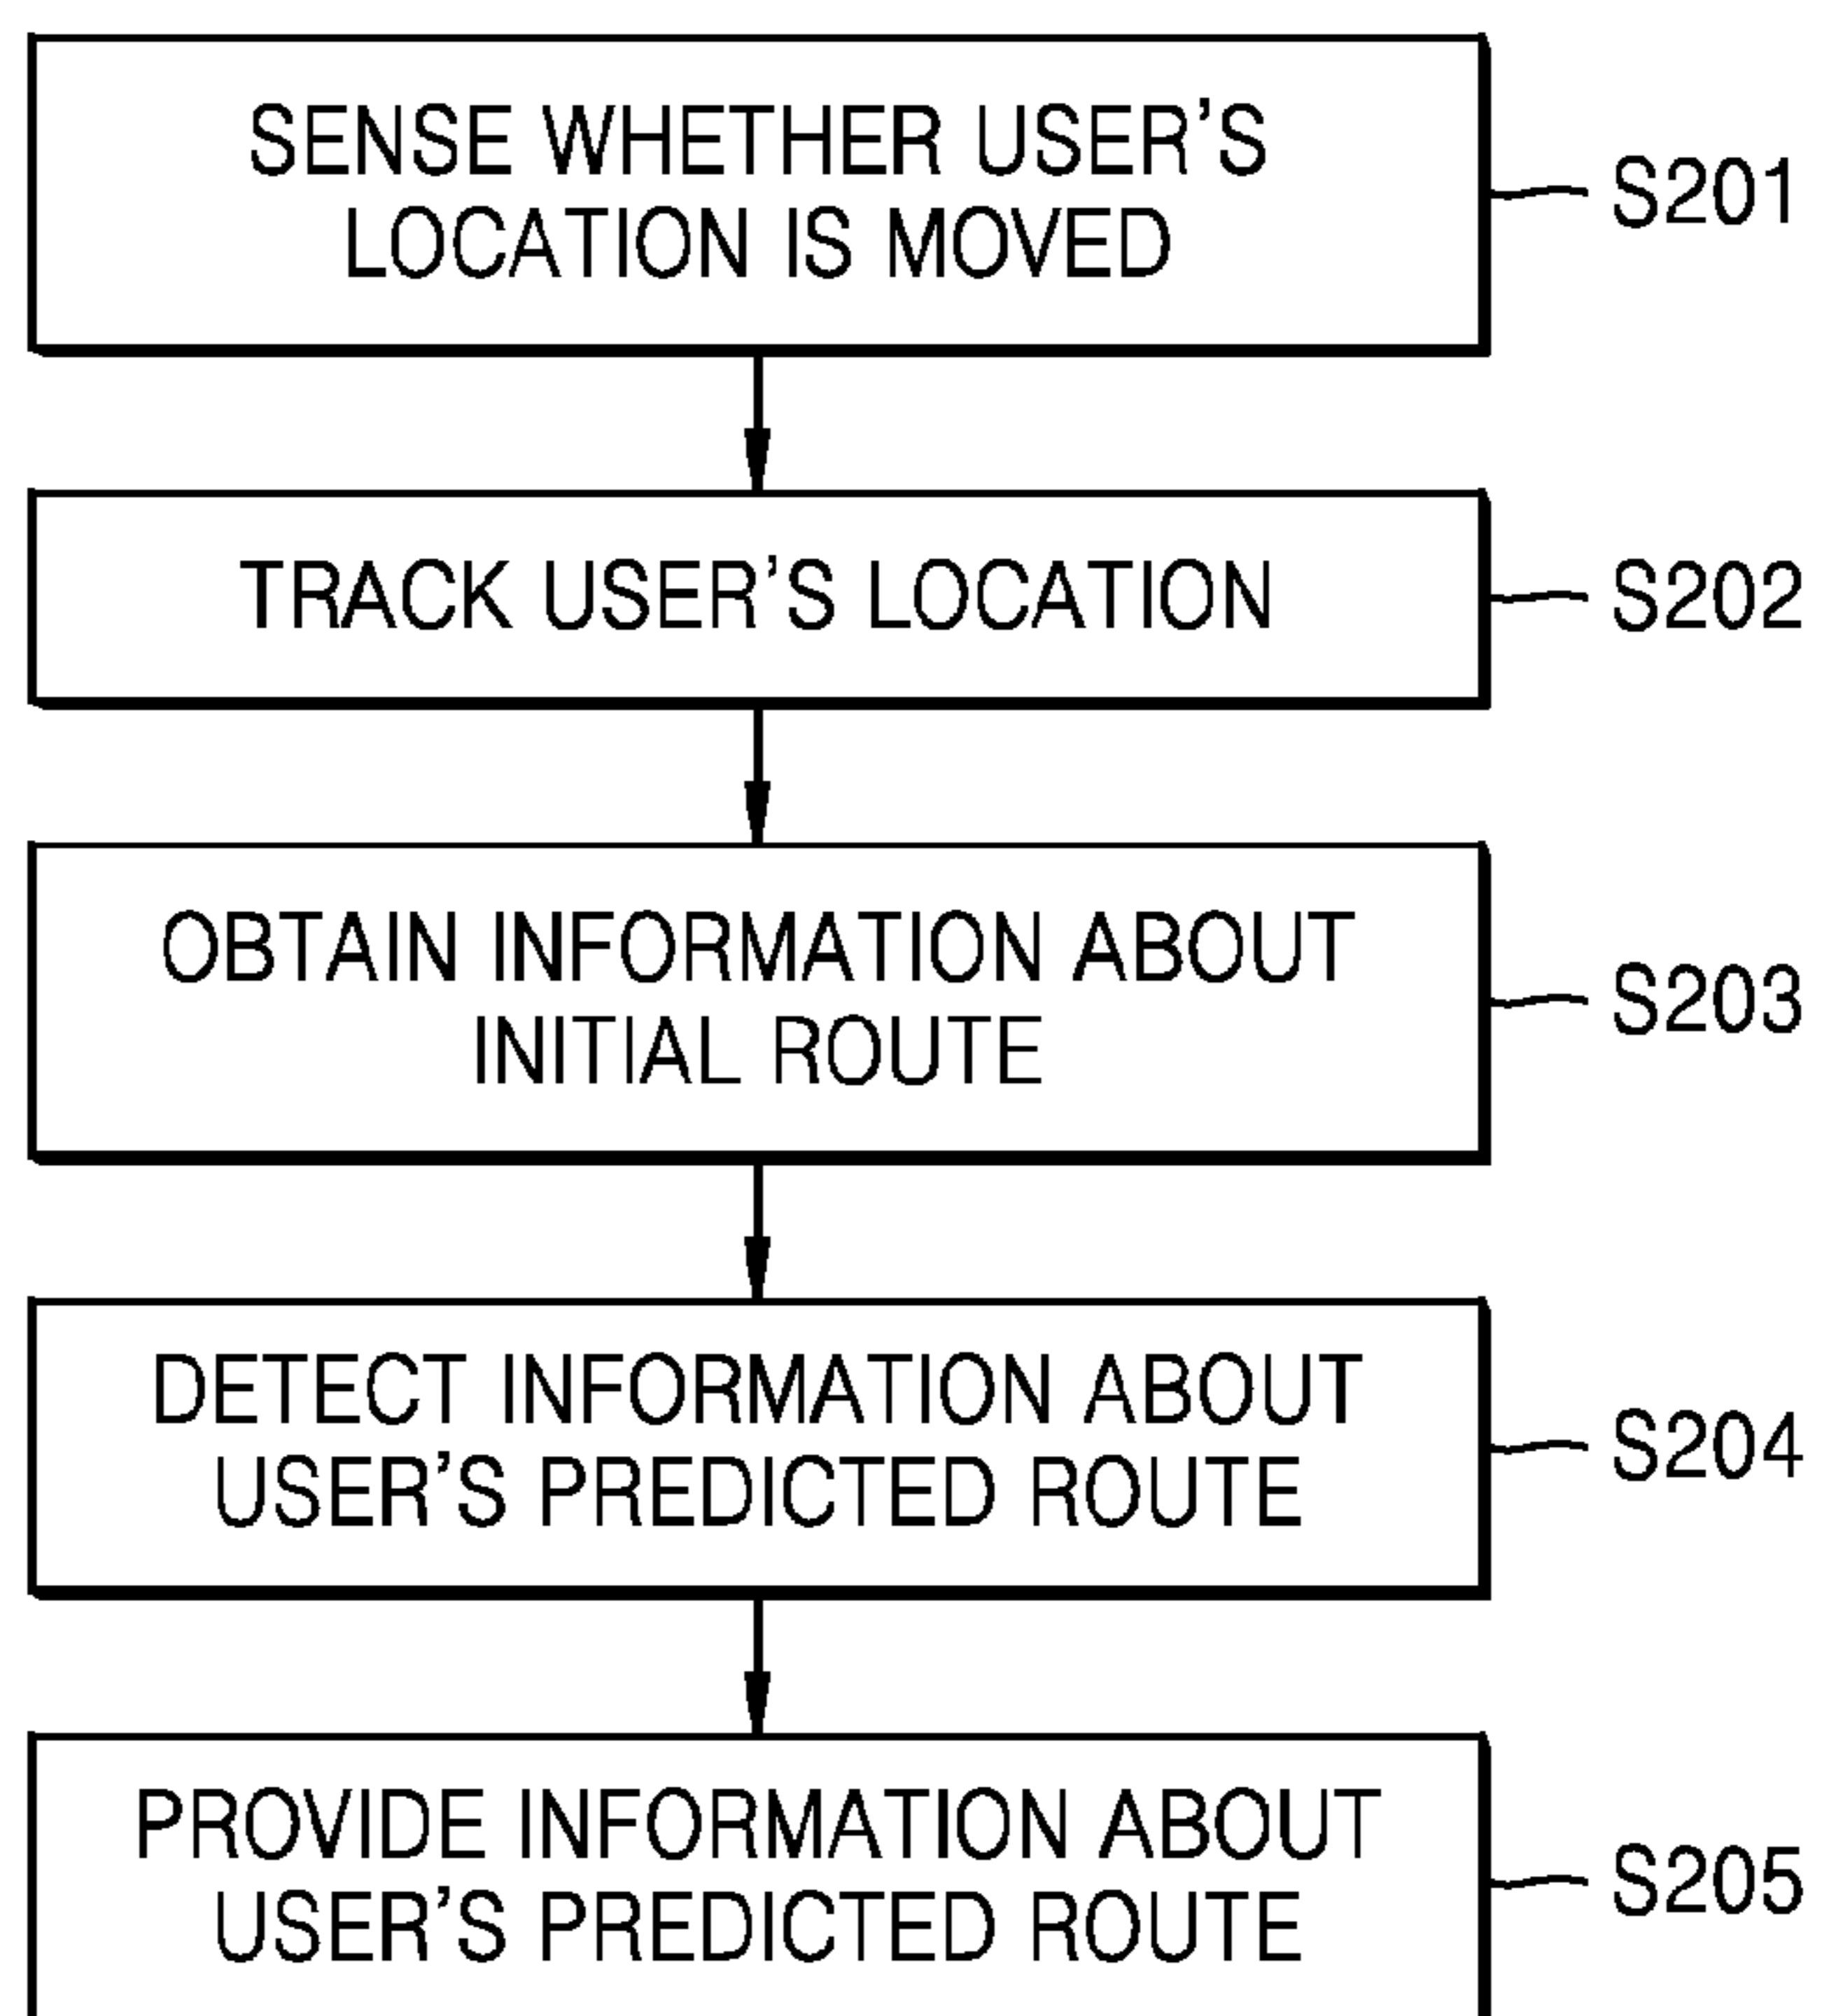 SENSE WHETHER USER'S
LOCATION IS MOVED
S201
TRACK USER'S LOCATION
S202
OBTAIN INFORMATION ABOUT
INITIAL ROUTE
S203
DETECT INFORMATION ABOUT
USER'S PREDICTED ROUTE
S204
PROVIDE INFORMATION ABOUT
USER'S PREDICTED ROUTE
S205